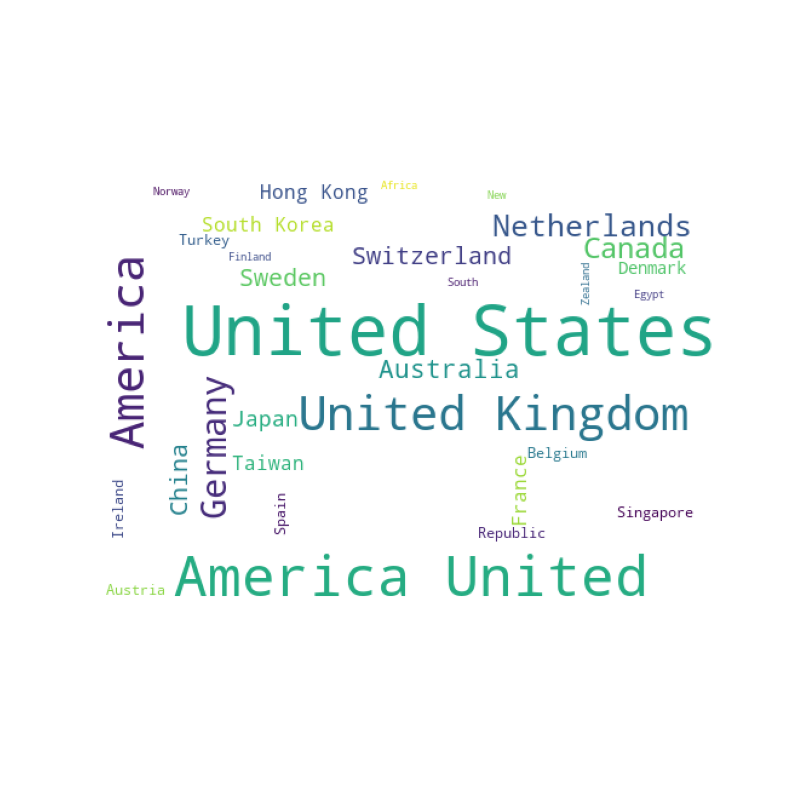 Norway
Hong Kong
Africa
New
South Korea
Netherlands
Turkey
Canada
Finland
Switzerland
Sweden
Denmark
South
Zealand
Egypt
America
United States
Australia
Germany
Japan
United Kingdom
China
Taiwan
Belgium
France
Ireland
Spain
Singapore
Republic
Austria
America United